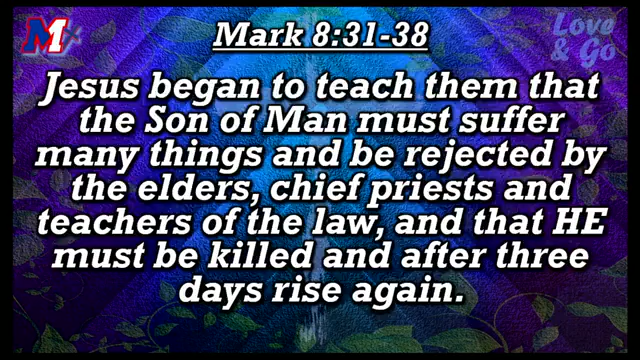 Mx
Mark 8:31-38
Love
& Go
Jesus began to teach them that
the Son of Man must suffer
many things and be rejected by
the elders, chief priests and
teachers of the law, and that HE
must be killed and after three
days rise again.